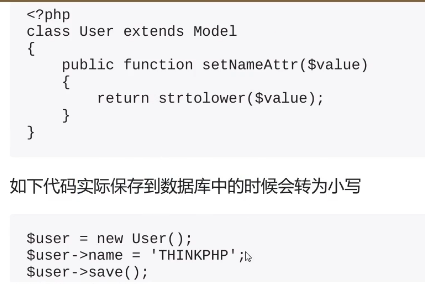 <?php
class User extends Model
{
    public function setNameAttr($value)
    {
        return strtolower($value);
    }
}
如下代码实际保存到数据库中的时候会转为小写
$user = new User();
$user->name = 'THINKPHP';
$user->save();